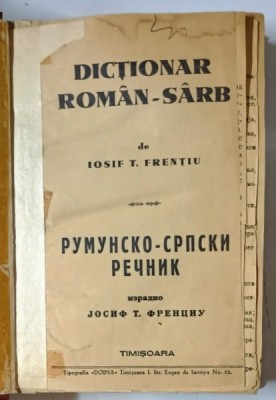 DICȚIONAR
ROMÂN-SÂRB
de
IOSIF T. FRENȚIU
РУМУНСКО-СРПСКИ
РЕЧНИК
израдио
ЈОСИФ Т. ФРЕНЦИУ
TIMIȘOARA
Tipografia «DOINA» Timișoara I. Str. Eugen de Savoya No. 22.